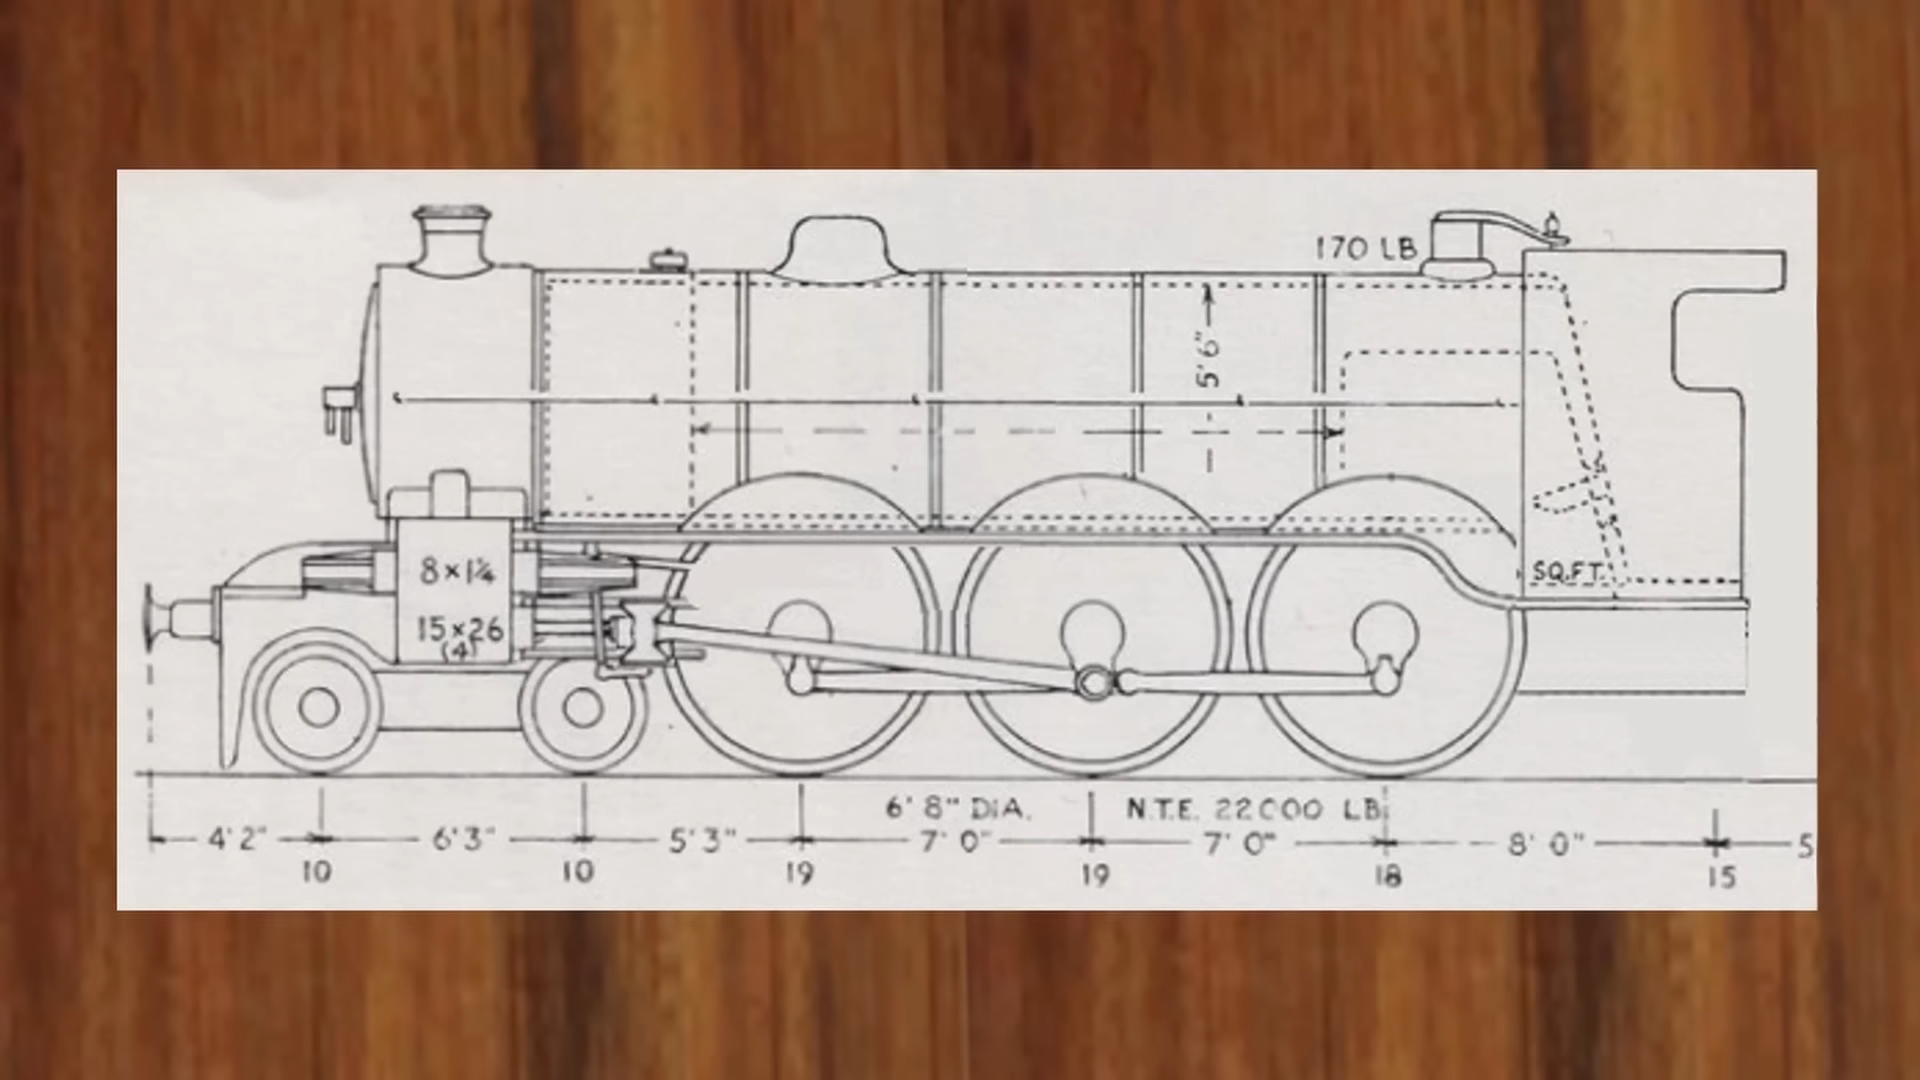 170 LB
5' 6"
8×1¼
15×26
(4)
SQ.FT.
6' 8" DIA. N.T.E. 22000 LB
4' 2" 6' 3" 5' 3" 7' 0" 7' 0" 8' 0" 5
10 10 19 19 18 15